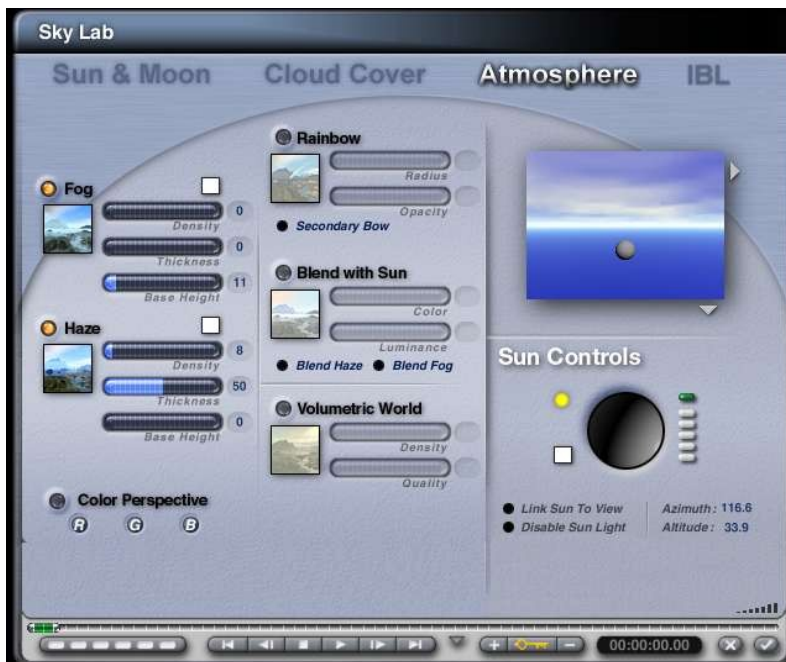 Sky Lab
Sun & Moon Cloud Cover Atmosphere IBL
Fog
Density 0
Thickness 0
Base Height 11
Haze
Density 8
Thickness 50
Base Height 0
Color Perspective
R G B
Rainbow
Radius
Opacity
Secondary Bow
Blend with Sun
Color
Luminance
Blend Haze Blend Fog
Volumetric World
Density
Quality
Sun Controls
Link Sun To View
Disable Sun Light
Azimuth: 116.6
Altitude: 33.9
00:00:00.00